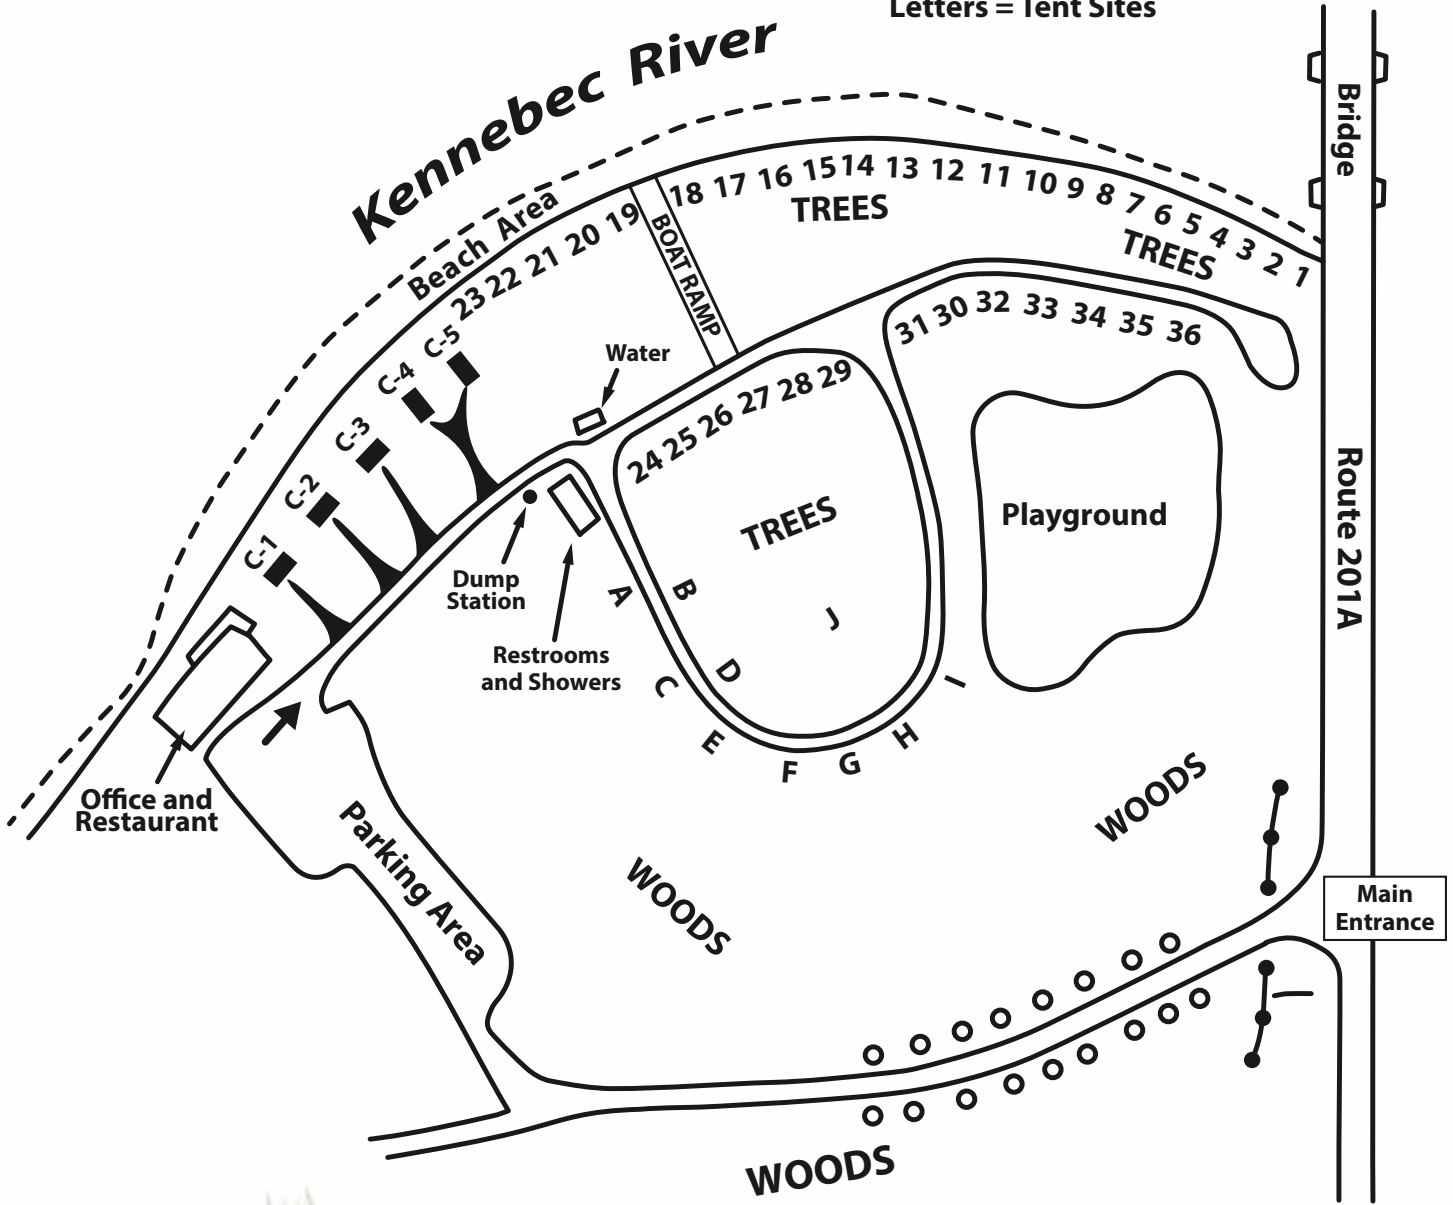 Letters = Tent Sites
Kennebec River
Bridge
Beach Area
23 22 21 20 19
BOAT RAMP
18 17 16 15 14 13 12 11 10 9 8 7 6 5 4 3 2 1
TREES
TREES
31 30 32 33 34 35 36
C-5
C-4
C-3
C-2
C-1
Water
24 25 26 27 28 29
TREES
Playground
Route 201A
Dump
Station
Restrooms
and Showers
A
B
J
C
D
E
F
G
H
I
Office and
Restaurant
Parking Area
WOODS
WOODS
Main
Entrance
WOODS